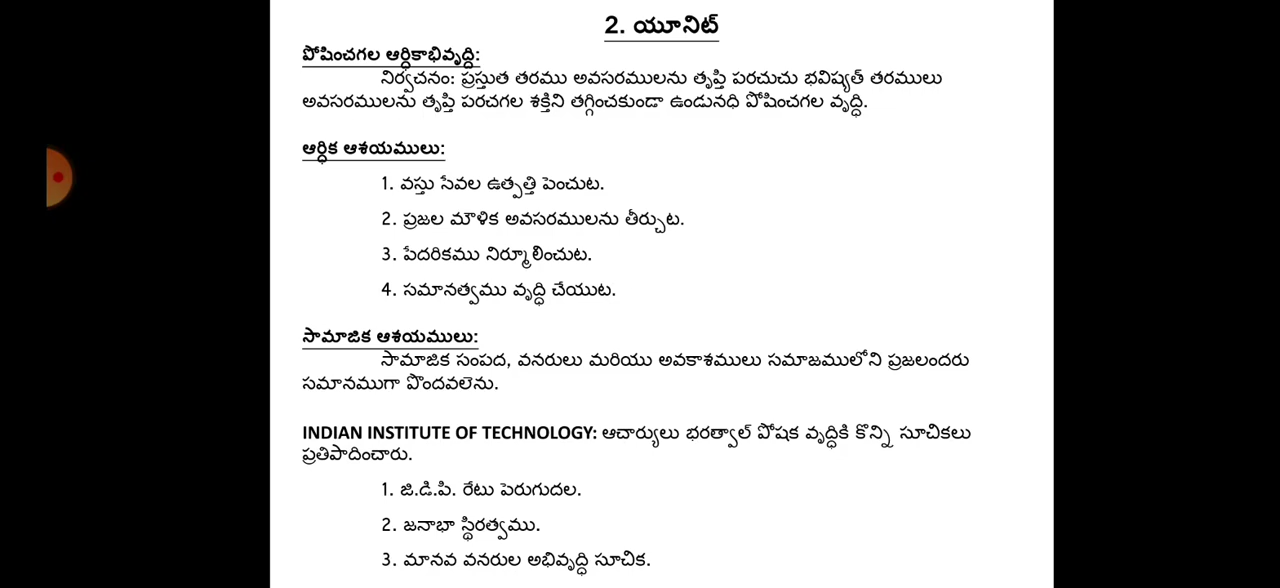 2. యూనిట్
పోషించగల ఆర్ధికాభివృద్ది:
నిర్వచనం: ప్రస్తుత తరము అవసరములను తృప్తి పరచుచు భవిష్యత్ తరములు
అవసరములను తృప్తి పరచగల శక్తిని తగ్గించకుండా ఉండునధి పోషించగల వృద్ధి.
ఆర్ధిక ఆశయములు:
1. వస్తు సేవల ఉత్పత్తి పెంచుట.
2. ప్రజల మౌళిక అవసరములను తీర్చుట.
3. పేదరికము నిర్మూలించుట.
4. సమానత్వము వృద్ధి చేయుట.
సామాజిక ఆశయములు:
సామాజిక సంపద, వనరులు మరియు అవకాశములు సమాజములోని ప్రజలందరు
సమానముగా పొందవలెను.
INDIAN INSTITUTE OF TECHNOLOGY: ఆచార్యులు భరత్వాల్ పోషక వృద్ధికి కొన్ని సూచికలు
ప్రతిపాదించారు.
1. జి.డి.పి. రేటు పెరుగుదల.
2. జనాభా స్థిరత్వము.
3. మానవ వనరుల అభివృద్ధి సూచిక.